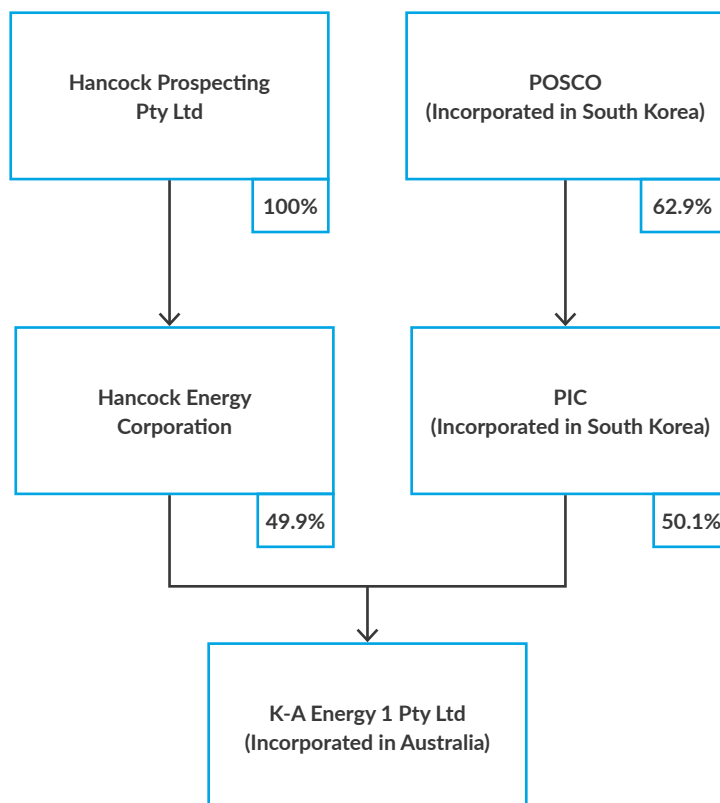 Hancock Prospecting
Pty Ltd
100%
POSCO
(Incorporated in South Korea)
62.9%
Hancock Energy
Corporation
49.9%
PIC
(Incorporated in South Korea)
50.1%
K-A Energy 1 Pty Ltd
(Incorporated in Australia)